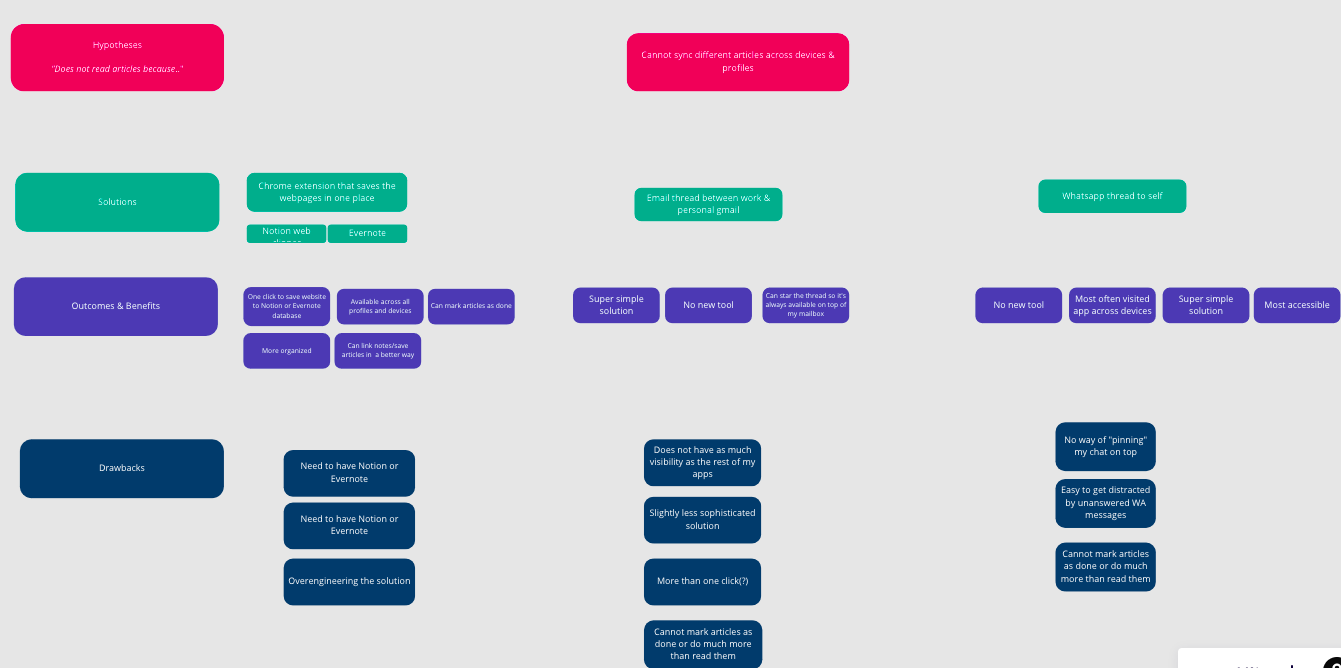 Hypotheses
"Does not read articles because.."
Cannot sync different articles across devices &
profiles
Solutions
Chrome extension that saves the
webpages in one place
Notion web
Evernote
Email thread between work &
personal gmail
Whatsapp thread to self
Outcomes & Benefits
One click to save website
to Notion or Evernote
database
Available across all
profiles and devices
Can mark articles as done
More organized
Can link notes/save
articles in a better way
Super simple
solution
No new tool
Can star the thread so it's
always available on top of
my mailbox
No new tool
Most often visited
app across devices
Super simple
solution
Most accessible
Drawbacks
Need to have Notion or
Evernote
Need to have Notion or
Evernote
Overengineering the solution
Does not have as much
visibility as the rest of my
apps
Slightly less sophisticated
solution
More than one click(?)
Cannot mark articles as
done or do much more
than read them
No way of "pinning"
my chat on top
Easy to get distracted
by unanswered WA
messages
Cannot mark articles
as done or do much
more than read them